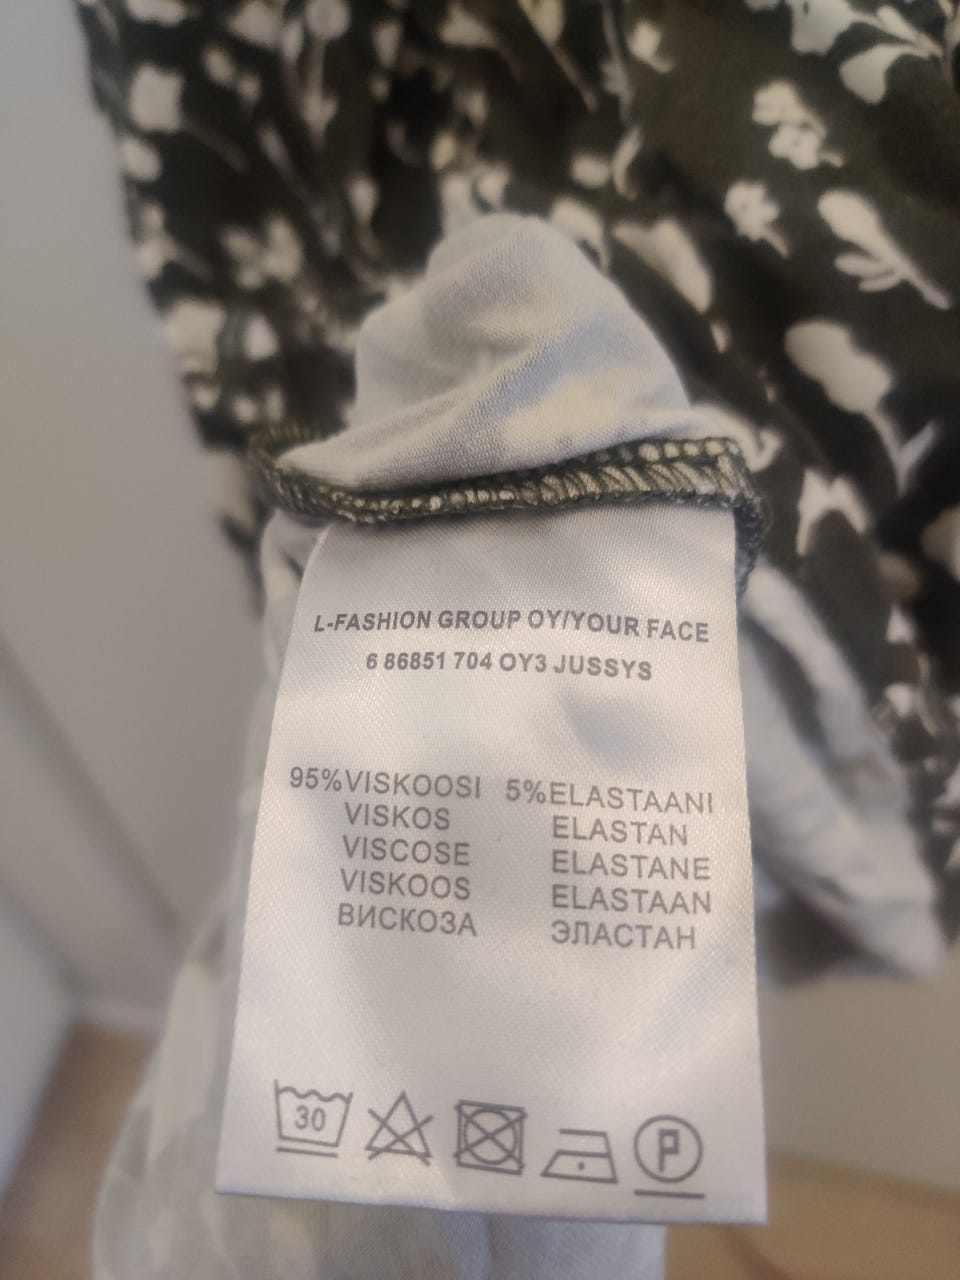 L-FASHION GROUP OY/YOUR FACE
6 86851 704 OY3 JUSSYS
95%VISKOOSI 5%ELASTAANI
VISKOS ELASTAN
VISCOSE ELASTANE
VISKOOS ELASTAAN
ВИСКОЗА ЭЛАСТАН
30 P